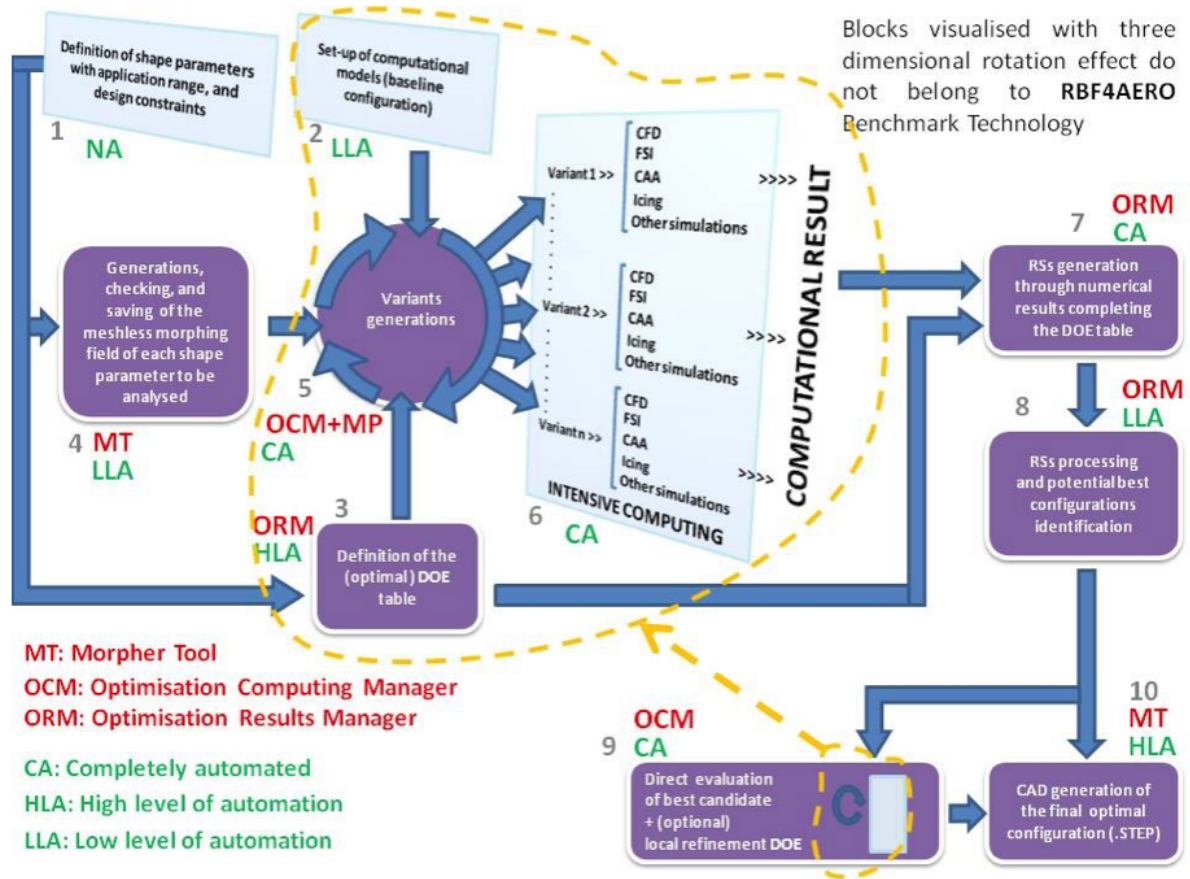 Definition of shape parameters
with application range, and
design constraints
1
NA
Set-up of computational
models (baseline
configuration)
2
LLA
Blocks visualised with three
dimensional rotation effect do
not belong to RBF4AERO
Benchmark Technology
Generations,
checking, and
saving of the
meshless morphing
field of each shape
parameter to be
analysed
4 MT
LLA
Variants
generations
5
OCM+MP
CA
Variant 1 >>
CFD
FSI
CAA
Icing
Other simulations
>>>>
Variant 2 >>
CFD
FSI
CAA
Icing
Other simulations
>>>>
Variant n >>
CFD
FSI
CAA
Icing
Other simulations
>>>>
INTENSIVE COMPUTING
COMPUTATIONAL RESULT
6
CA
3
ORM
HLA
Definition of the
(optimal) DOE
table
7
ORM
CA
RSs generation
through numerical
results completing
the DOE table
8
ORM
LLA
RSs processing
and potential best
configurations
identification
MT: Morpher Tool
OCM: Optimisation Computing Manager
ORM: Optimisation Results Manager
CA: Completely automated
HLA: High level of automation
LLA: Low level of automation
9
OCM
CA
Direct evaluation
of best candidate
+ (optional)
local refinement DOE
10
MT
HLA
CAD generation of
the final optimal
configuration (.STEP)